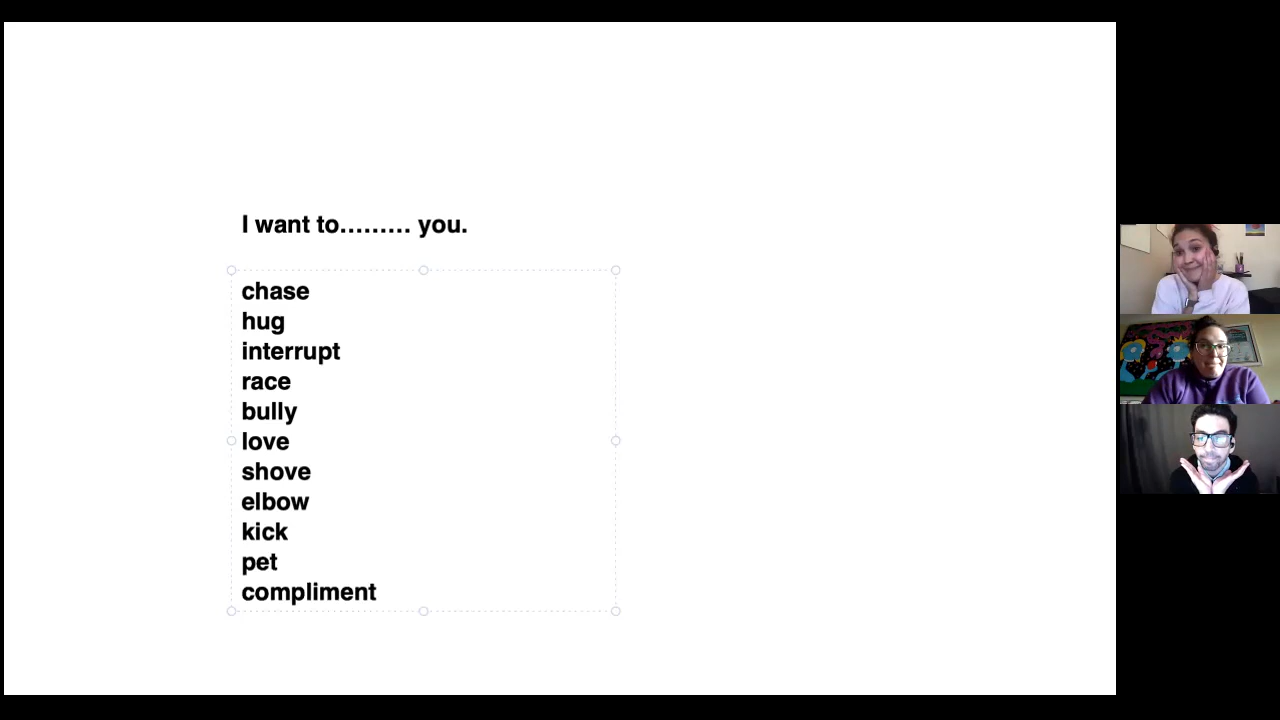 I want to......... you.
chase
hug
interrupt
race
bully
love
shove
elbow
kick
pet
compliment